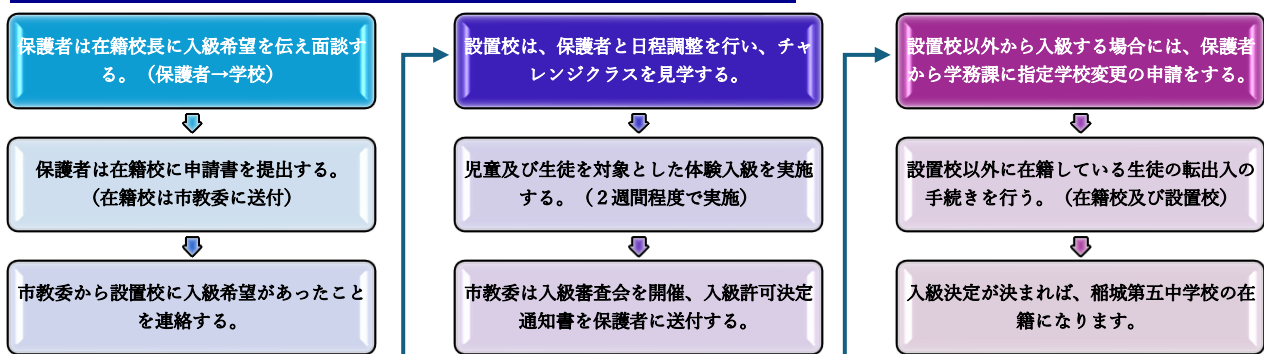 保護者は在籍校長に入級希望を伝え面談す
る。（保護者→学校）
保護者は在籍校に申請書を提出する。
（在籍校は市教委に送付）
市教委から設置校に入級希望があったこと
を連絡する。
設置校は、保護者と日程調整を行い、チャ
レンジクラスを見学する。
児童及び生徒を対象とした体験入級を実施
する。（２週間程度で実施）
市教委は入級審査会を開催、入級許可決定
通知書を保護者に送付する。
設置校以外から入級する場合には、保護者
から学務課に指定学校変更の申請をする。
設置校以外に在籍している生徒の転出入の
手続きを行う。（在籍校及び設置校）
入級決定が決まれば、稲城第五中学校の在
籍になります。